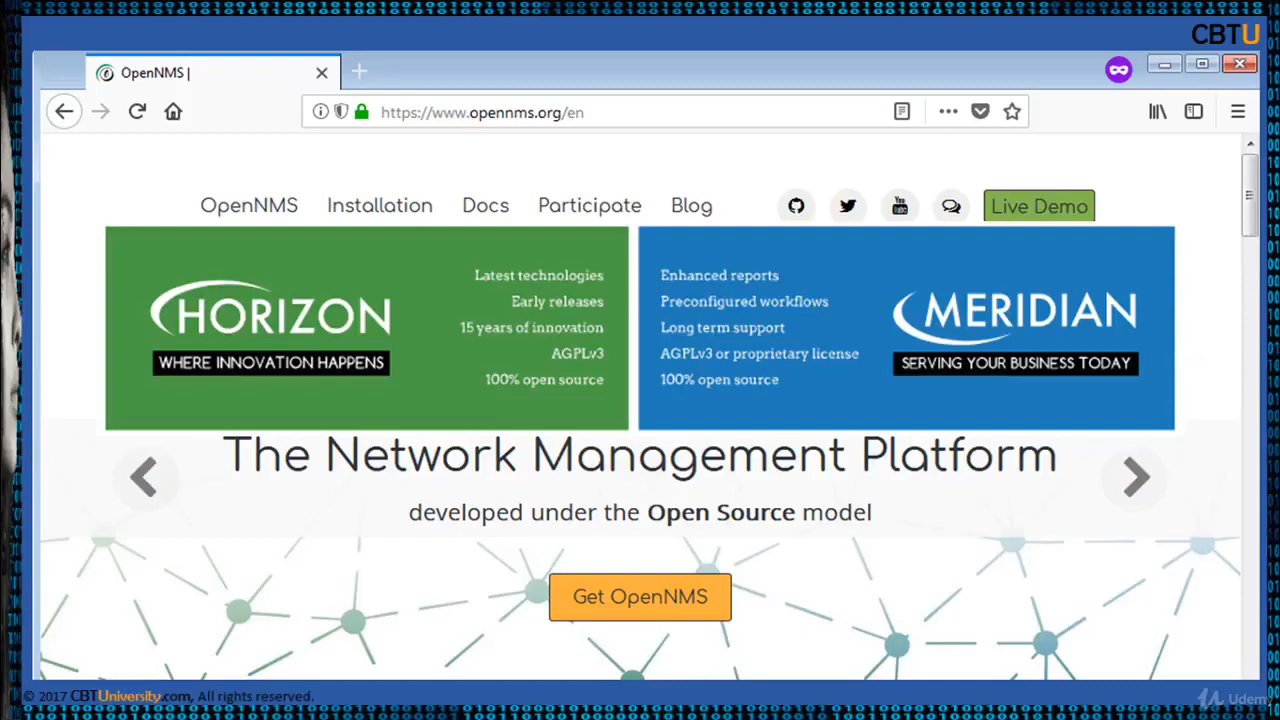 CBTU
OpenNMS |
https://www.opennms.org/en
OpenNMS Installation Docs Participate Blog You Tube Live Demo
HORIZON
WHERE INNOVATION HAPPENS
Latest technologies
Early releases
15 years of innovation
AGPLv3
100% open source
Enhanced reports
Preconfigured workflows
Long term support
AGPLv3 or proprietary license
100% open source
MERIDIAN
SERVING YOUR BUSINESS TODAY
The Network Management Platform
developed under the Open Source model
Get OpenNMS
© 2017 CBTUniversity.com, All rights reserved.
Udemy